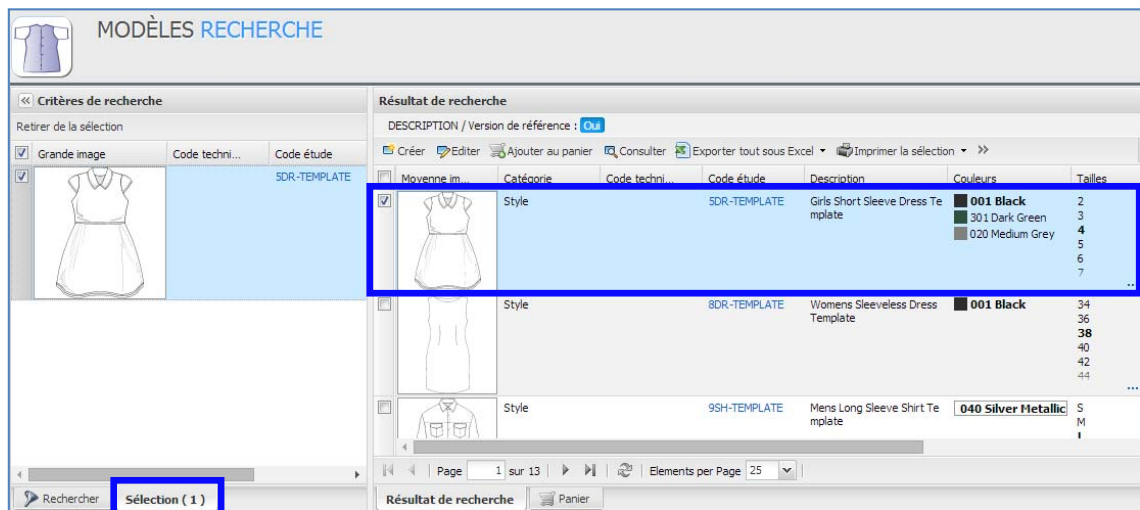 MODÈLES RECHERCHE
Critères de recherche
Retirer de la sélection
Grande image Code techni... Code étude
5DR-TEMPLATE
Rechercher Sélection ( 1 )
Résultat de recherche
DESCRIPTION / Version de référence : Oui
Créer Editer Ajouter au panier Consulter Exporter tout sous Excel Imprimer la sélection
Moyenne im... Catégorie Code techni... Code étude Description Couleurs Tailles
Style 5DR-TEMPLATE Girls Short Sleeve Dress Te
mplate
001 Black
301 Dark Green
020 Medium Grey
2
3
4
5
6
7
...
Style 8DR-TEMPLATE Womens Sleeveless Dress
Template
001 Black
34
36
38
40
42
44
...
Style 9SH-TEMPLATE Mens Long Sleeve Shirt Te
mplate
040 Silver Metallic
S
M
Page 1 sur 13 Elements per Page 25
Résultat de recherche Panier